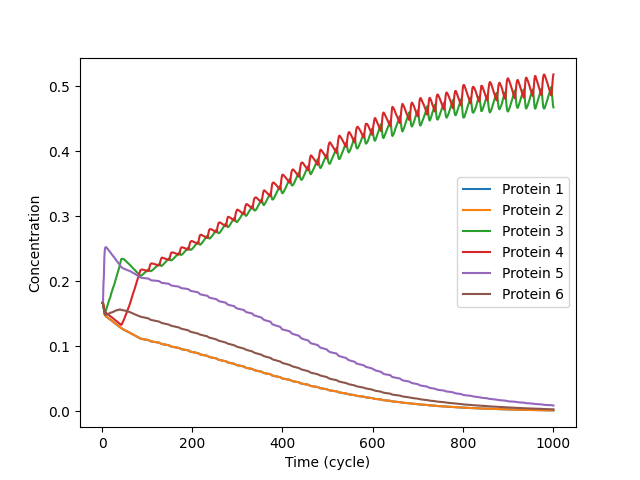 0.5
0.4
0.3
0.2
0.1
0.0
Concentration
0 200 400 600 800 1000
Time (cycle)
Protein 1
Protein 2
Protein 3
Protein 4
Protein 5
Protein 6